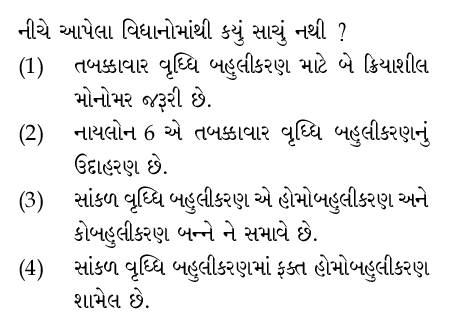 નીચે આપેલા વિધાનોમાંથી કયું સાચું નથી ?
(1) તબક્કાવાર વૃધ્ધિ બહુલીકરણ માટે બે ક્રિયાશીલ
મોનોમર જરૂરી છે.
(2) નાયલોન 6 એ તબક્કાવાર વૃધ્ધિ બહુલીકરણનું
ઉદાહરણ છે.
(3) સાંકળ વૃધ્ધિ બહુલીકરણ એ હોમોબહુલીકરણ અને
કોબહુલીકરણ બન્ને ને સમાવે છે.
(4) સાંકળ વૃધ્ધિ બહુલીકરણમાં ફક્ત હોમોબહુલીકરણ
શામેલ છે.